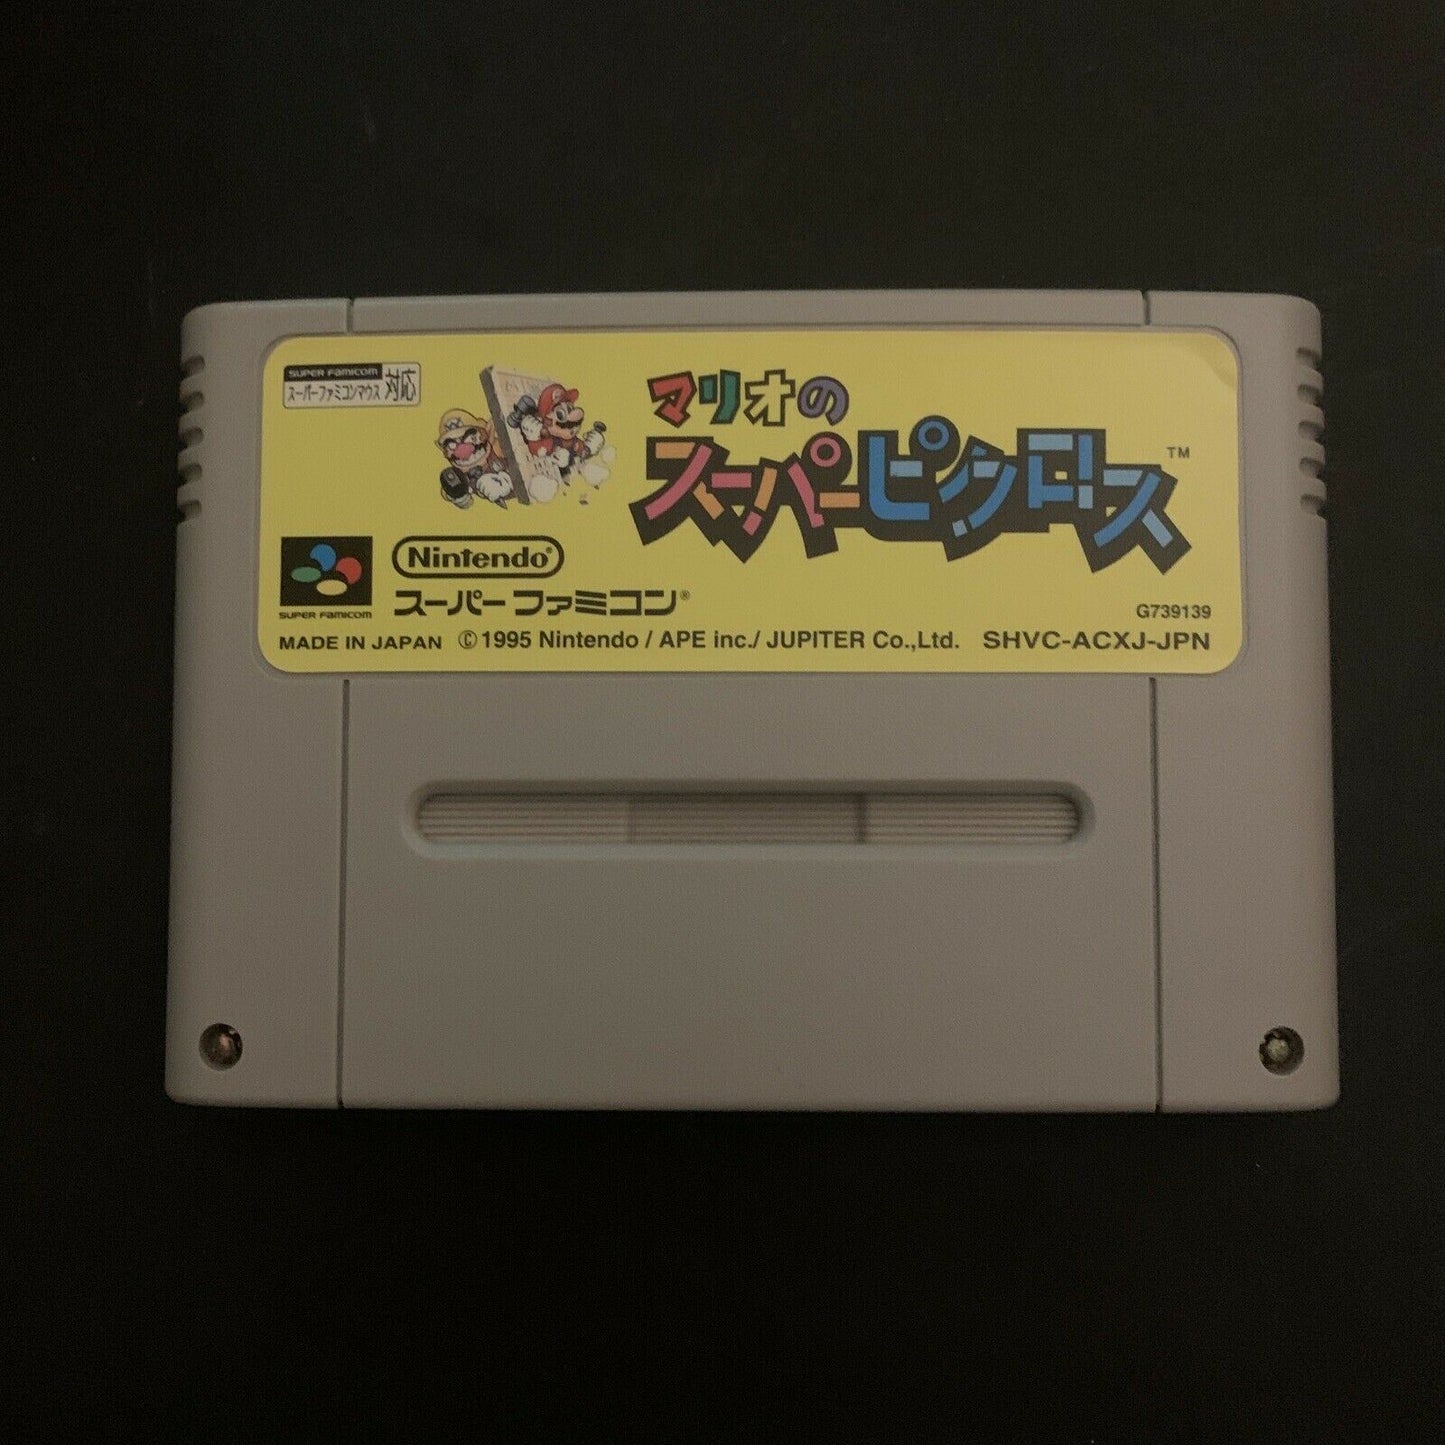 SUPER FAMICOM
スーパーファミコンマウス 対応
マリオの
スーパーピクロス™
Nintendo®
スーパーファミコン®
SUPER FAMICOM
G739139
MADE IN JAPAN ©1995 Nintendo / APE inc./ JUPITER Co.,Ltd. SHVC-ACXJ-JPN